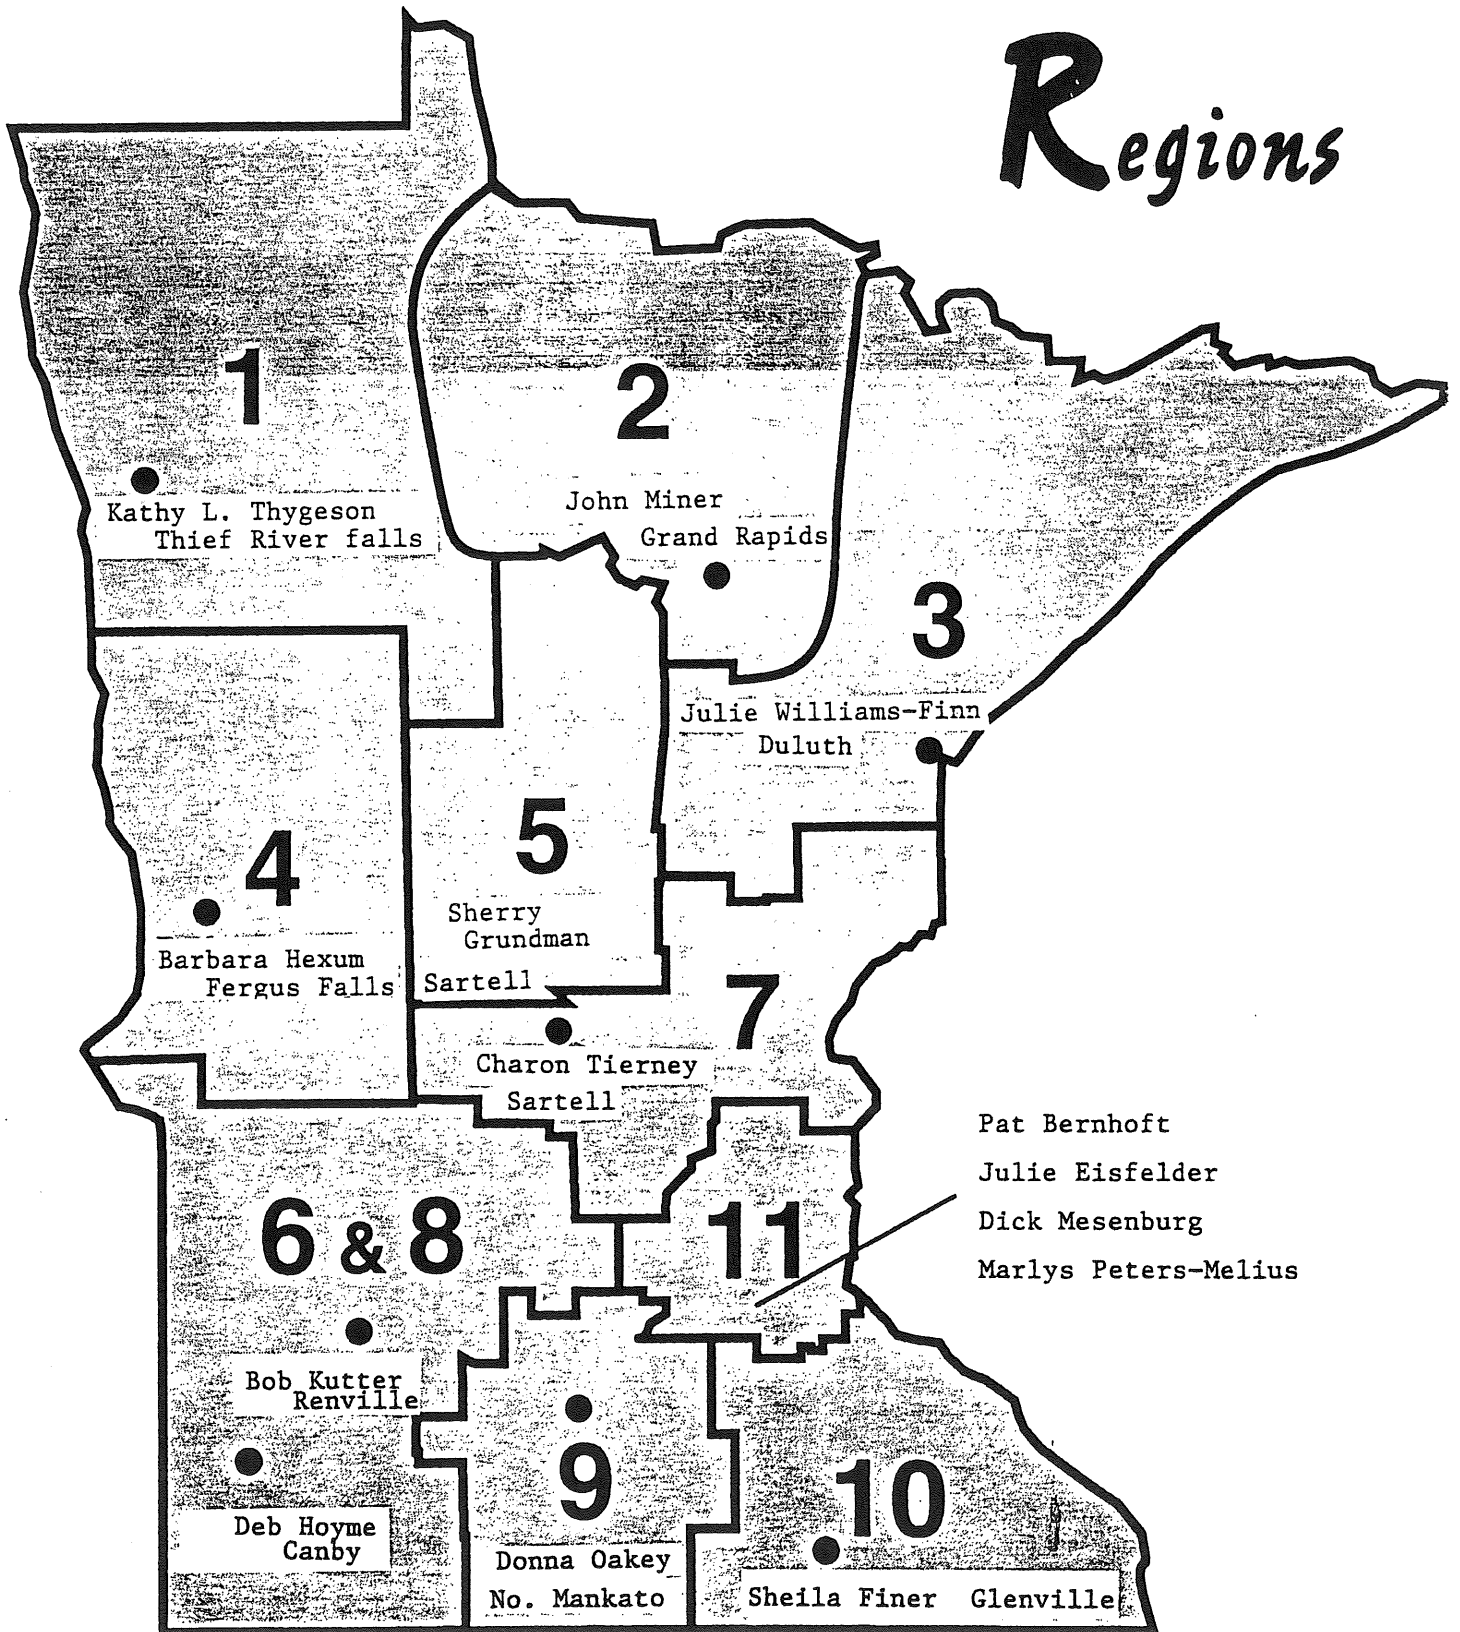 Regions
1
Kathy L. Thygeson
Thief River falls
2
John Miner
Grand Rapids
3
Julie Williams-Finn
Duluth
4
Barbara Hexum
Fergus Falls
5
Sherry
Grundman
Sartell
7
Charon Tierney
Sartell
6 & 8
Bob Kutter
Renville
Deb Hoyme
Canby
11
Pat Bernhoft
Julie Eisfelder
Dick Mesenburg
Marlys Peters-Melius
9
Donna Oakey
No. Mankato
10
Sheila Finer Glenville